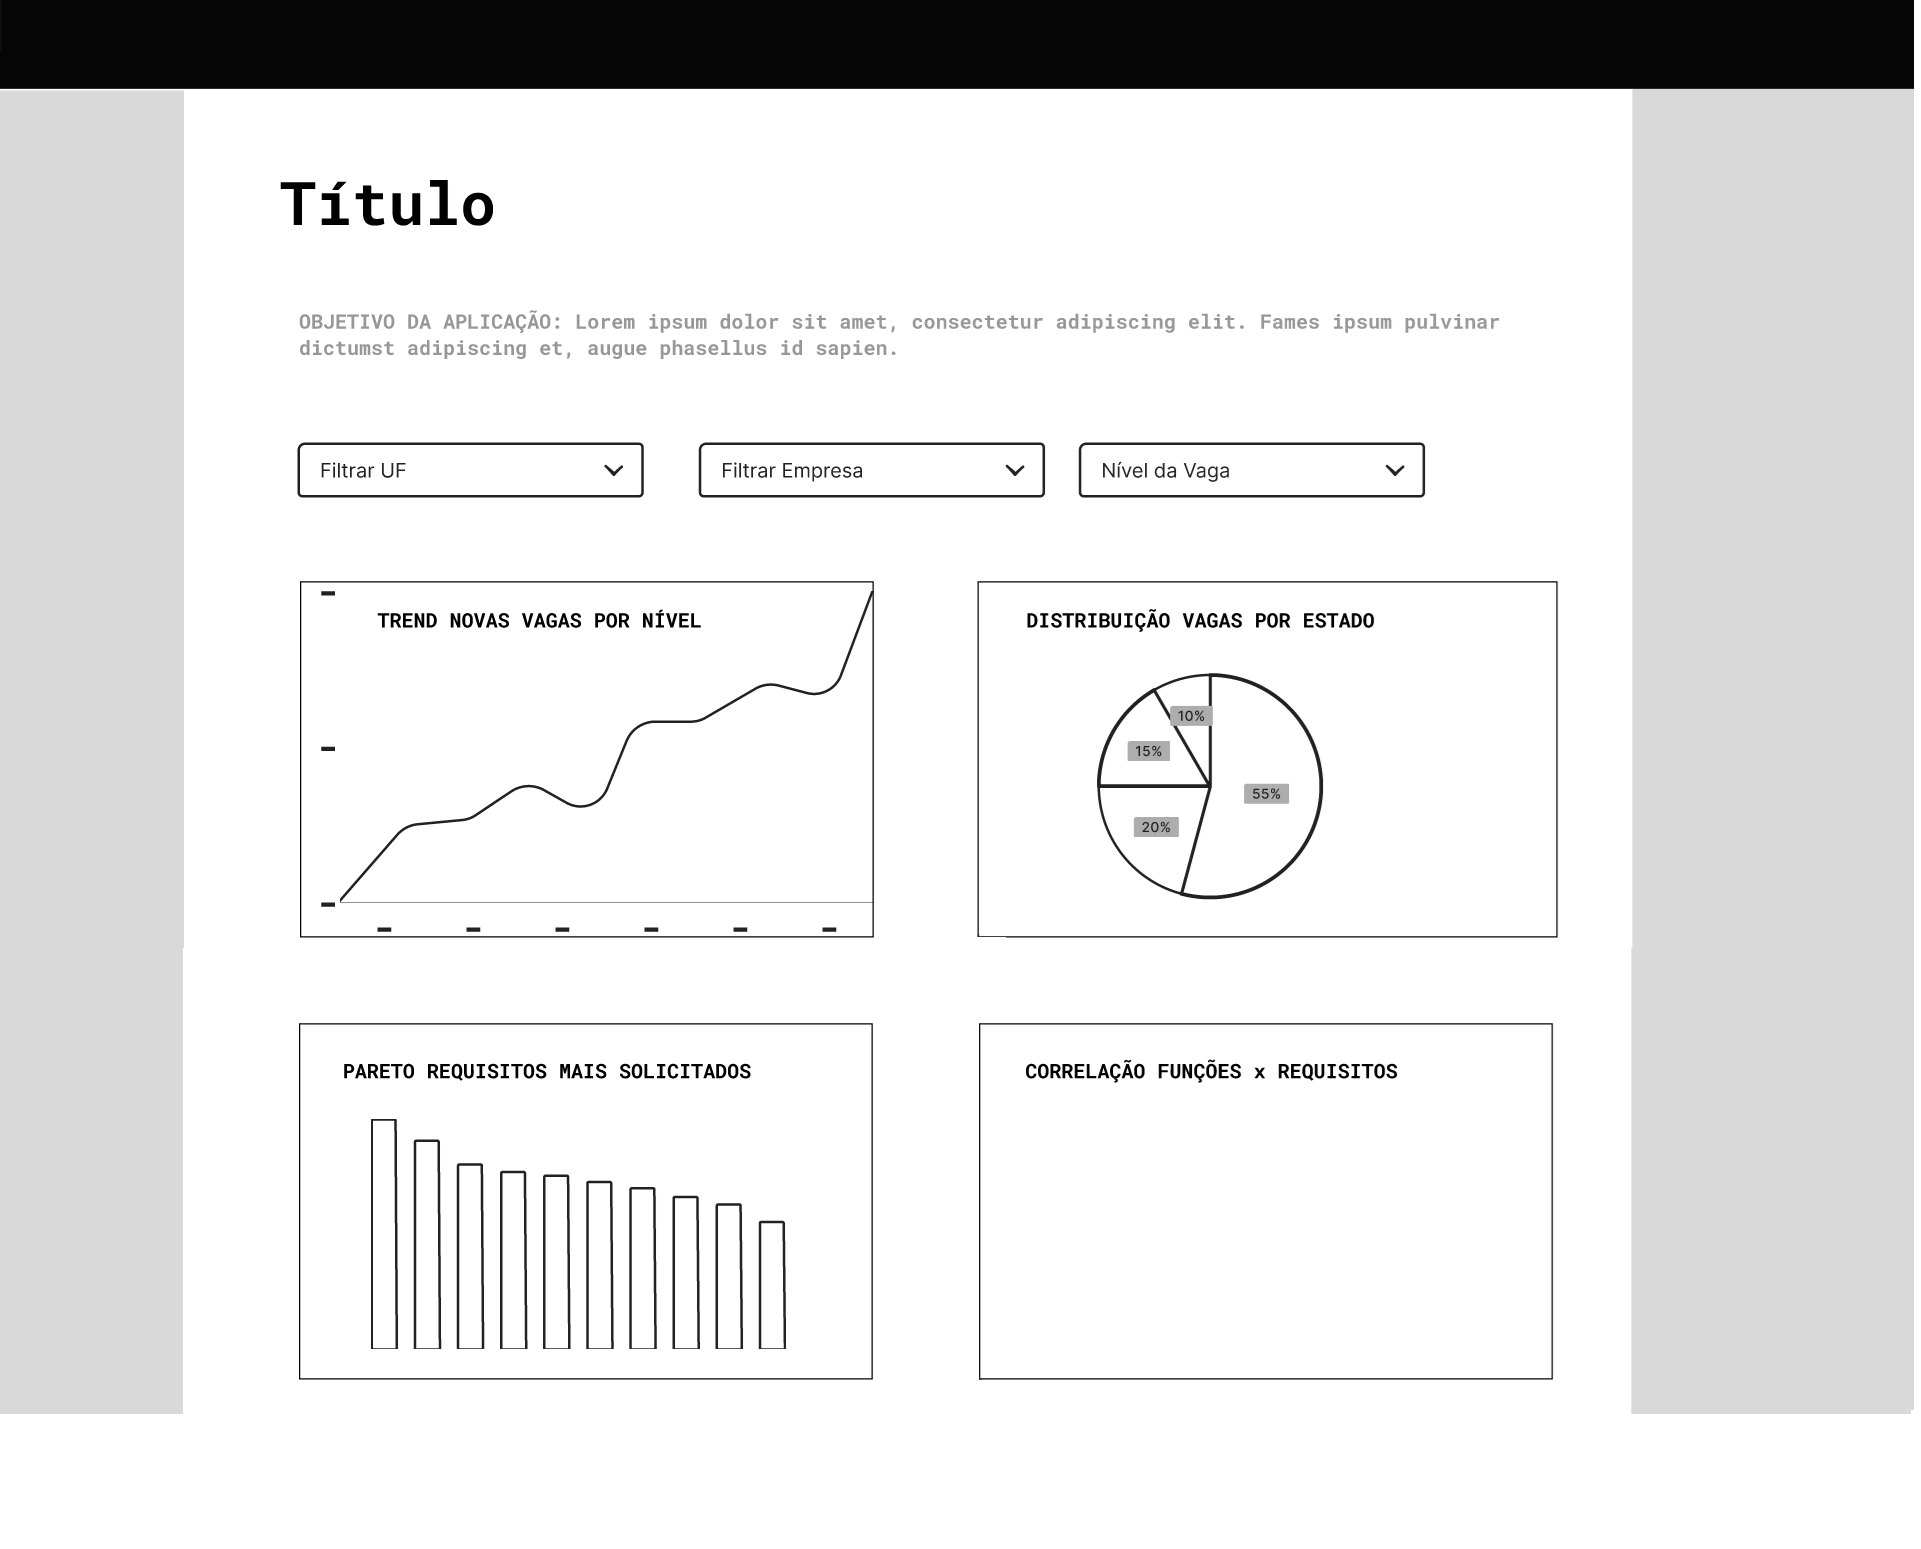 Título
OBJETIVO DA APLICAÇÃO: Lorem ipsum dolor sit amet, consectetur adipiscing elit. Fames ipsum pulvinar
dictumst adipiscing et, augue phasellus id sapien.
Filtrar UF
Filtrar Empresa
Nível da Vaga
TREND NOVAS VAGAS POR NÍVEL
DISTRIBUIÇÃO VAGAS POR ESTADO
10%
15%
55%
20%
PARETO REQUISITOS MAIS SOLICITADOS
CORRELAÇÃO FUNÇÕES x REQUISITOS